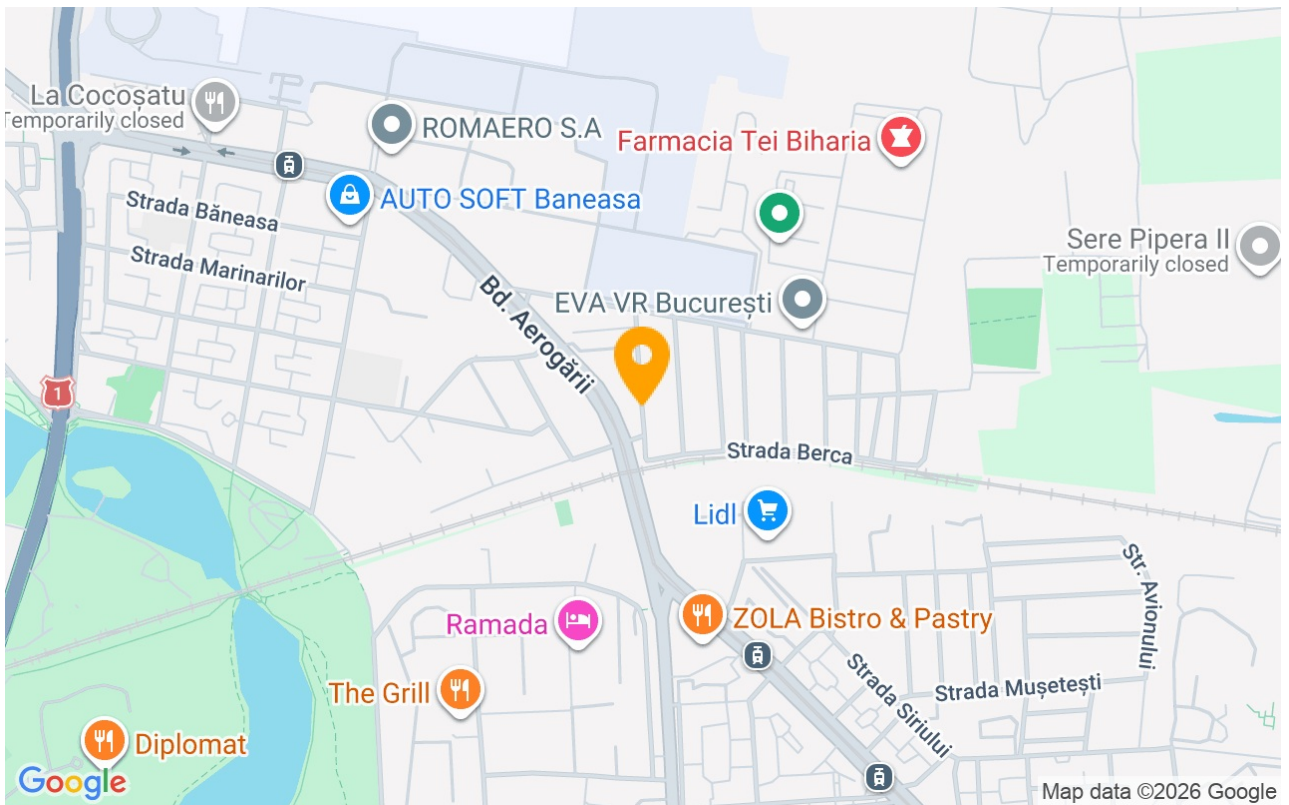 La Cocoșatu
Temporarily closed
ROMAERO S.A
Farmacia Tei Biharia
AUTO SOFT Baneasa
Strada Băneasa
Strada Marinarilor
Sere Pipera II
Temporarily closed
EVA VR București
Bd. Aerogării
1
Strada Berca
Lidl
Str. Avionului
Ramada
ZOLA Bistro & Pastry
The Grill
Strada Mușetești
Strada Siriului
Diplomat
Google
Map data ©2026 Google